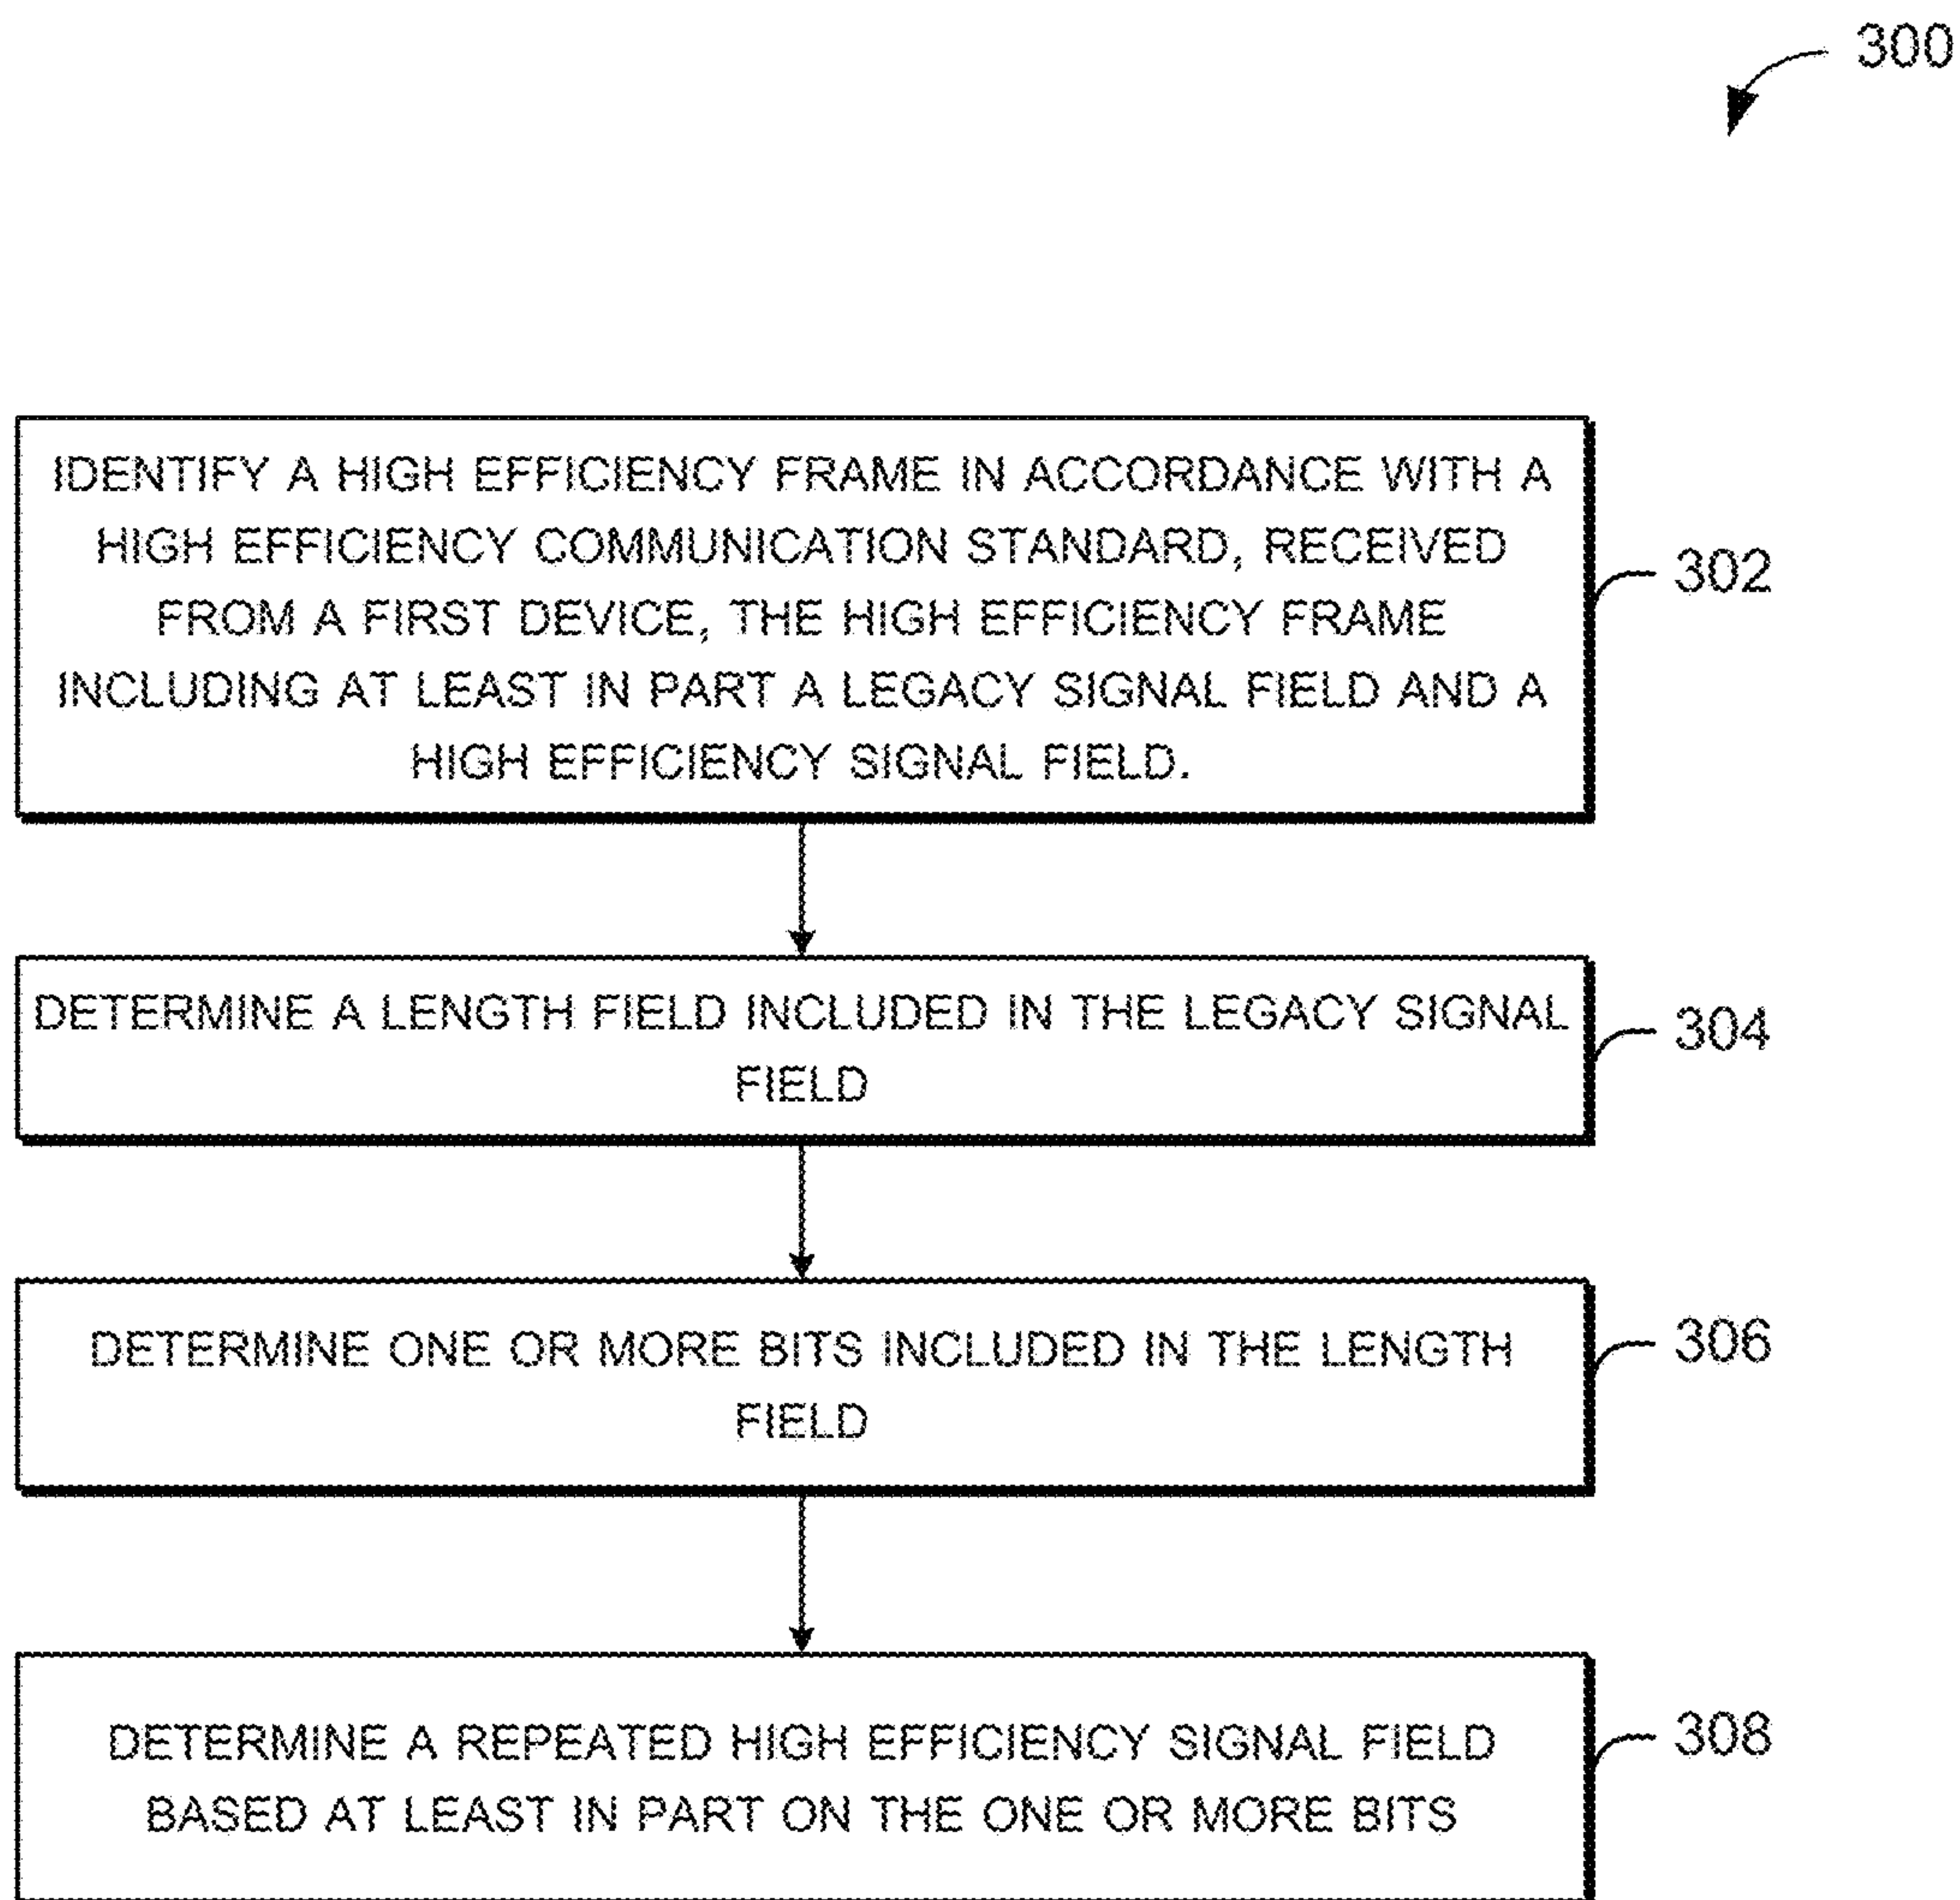 300
IDENTIFY A HIGH EFFICIENCY FRAME IN ACCORDANCE WITH A
HIGH EFFICIENCY COMMUNICATION STANDARD, RECEIVED
FROM A FIRST DEVICE, THE HIGH EFFICIENCY FRAME
INCLUDING AT LEAST IN PART A LEGACY SIGNAL FIELD AND A
HIGH EFFICIENCY SIGNAL FIELD.
302
DETERMINE A LENGTH FIELD INCLUDED IN THE LEGACY SIGNAL
FIELD
304
DETERMINE ONE OR MORE BITS INCLUDED IN THE LENGTH
FIELD
306
DETERMINE A REPEATED HIGH EFFICIENCY SIGNAL FIELD
BASED AT LEAST IN PART ON THE ONE OR MORE BITS
308